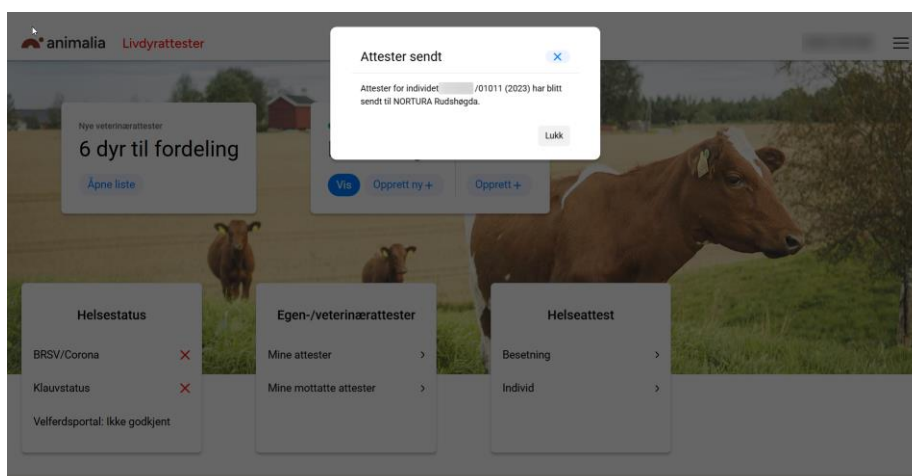 animalia Livdyrattester
Attester sendt
Attester for individet /01011 (2023) har blitt
sendt til NORTURA Rudshøgda.
Lukk
Nye veterinærattester
6 dyr til fordeling
Åpne liste
Vis Opprett ny + Opprett +
Helsestatus
BRSV/Corona
Klauvstatus
Velferdsportal: Ikke godkjent
Egen-/veterinærattester
Mine attester
Mine mottatte attester
Helseattest
Besetning
Individ